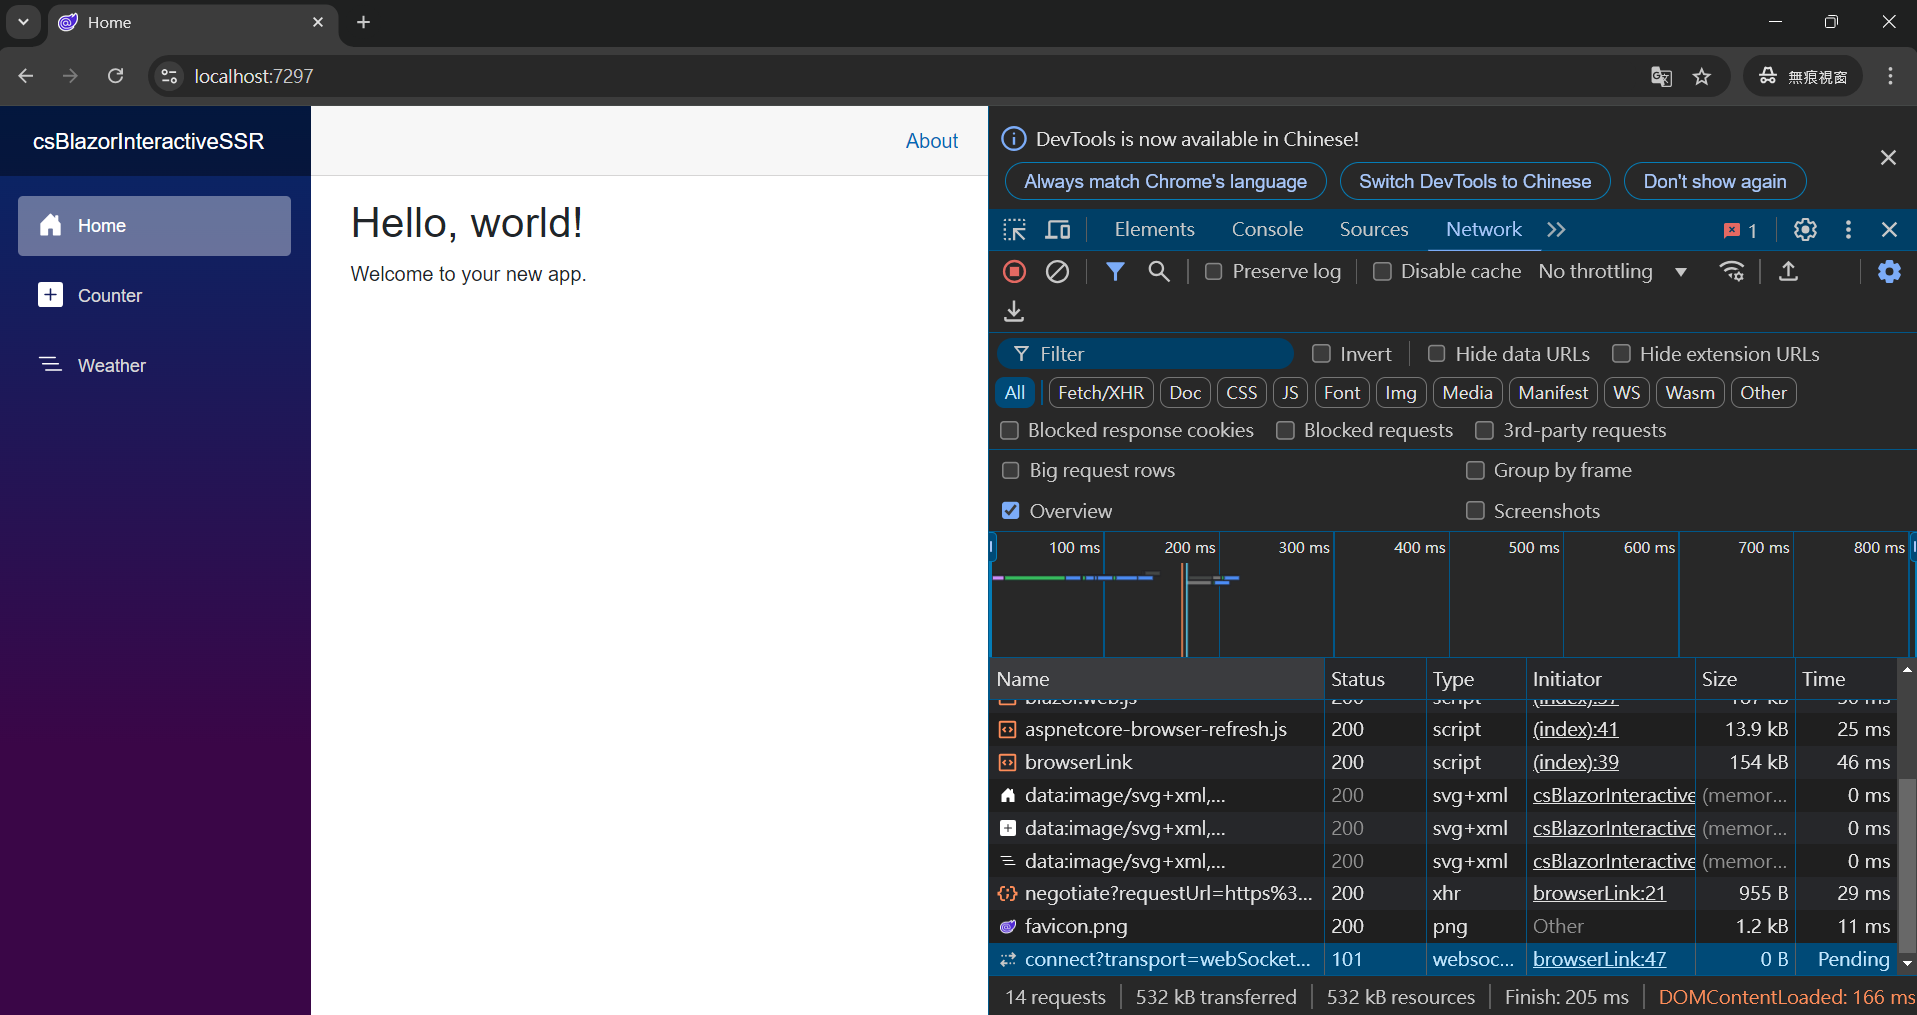 Home
localhost:7297
無痕視窗
csBlazorInteractiveSSR
Home
Counter
Weather
About
Hello, world!
Welcome to your new app.
DevTools is now available in Chinese!
Always match Chrome's language
Switch DevTools to Chinese
Don't show again
Elements
Console
Sources
Network
1
Preserve log
Disable cache
No throttling
Filter
Invert
Hide data URLs
Hide extension URLs
All
Fetch/XHR
Doc
CSS
JS
Font
Img
Media
Manifest
WS
Wasm
Other
Blocked response cookies
Blocked requests
3rd-party requests
Big request rows
Group by frame
Overview
Screenshots
100 ms
200 ms
300 ms
400 ms
500 ms
600 ms
700 ms
800 ms
Name Status Type Initiator Size Time
aspnetcore-browser-refresh.js 200 script (index):41 13.9 kB 25 ms
browserLink 200 script (index):39 154 kB 46 ms
data:image/svg+xml,... 200 svg+xml csBlazorInteractive (memor... 0 ms
data:image/svg+xml,... 200 svg+xml csBlazorInteractive (memor... 0 ms
data:image/svg+xml,... 200 svg+xml csBlazorInteractive (memor... 0 ms
negotiate?requestUrl=https%3... 200 xhr browserLink:21 955 B 29 ms
favicon.png 200 png Other 1.2 kB 11 ms
connect?transport=webSocket... 101 websoc... browserLink:47 0 B Pending
14 requests 532 kB transferred 532 kB resources Finish: 205 ms DOMContentLoaded: 166 ms